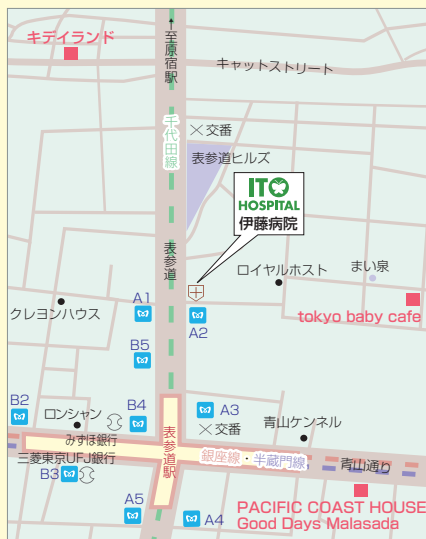 ←至原宿駅
キデイランド
キャットストリート
千代田線
交番
表参道ヒルズ
ITO
HOSPITAL
伊藤病院
表参道
ロイヤルホスト
まい泉
A1
クレヨンハウス
A2
tokyo baby cafe
B5
B2
ロンシャン
B4
A3
交番
青山ケンネル
みずほ銀行
表参道駅
銀座線・半蔵門線
青山通り
三菱東京UFJ銀行
B3
A5
A4
PACIFIC COAST HOUSE
Good Days Malasada